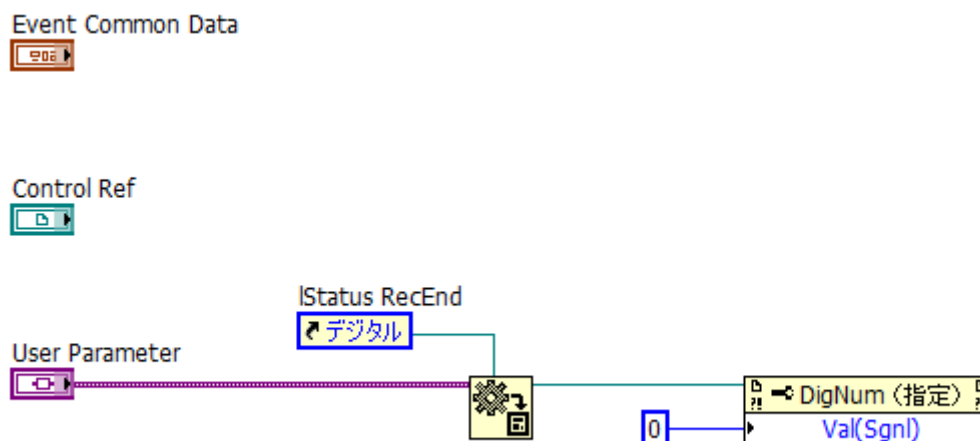 Event Common Data
Control Ref
lStatus RecEnd
デジタル
User Parameter
DigNum（指定）
0
Val(Sgnl)